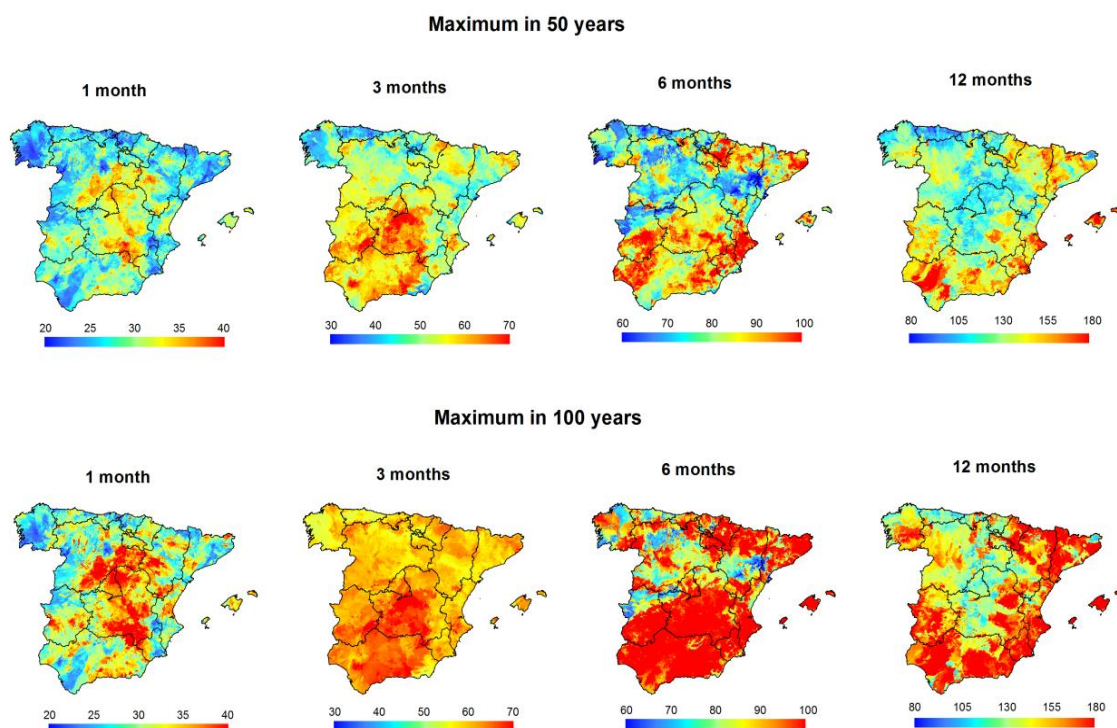 Maximum in 50 years
1 month
3 months
6 months
12 months
20 25 30 35 40
30 40 50 60 70
60 70 80 90 100
80 105 130 155 180
Maximum in 100 years
1 month
3 months
6 months
12 months
20 25 30 35 40
30 40 50 60 70
60 70 80 90 100
80 105 130 155 180